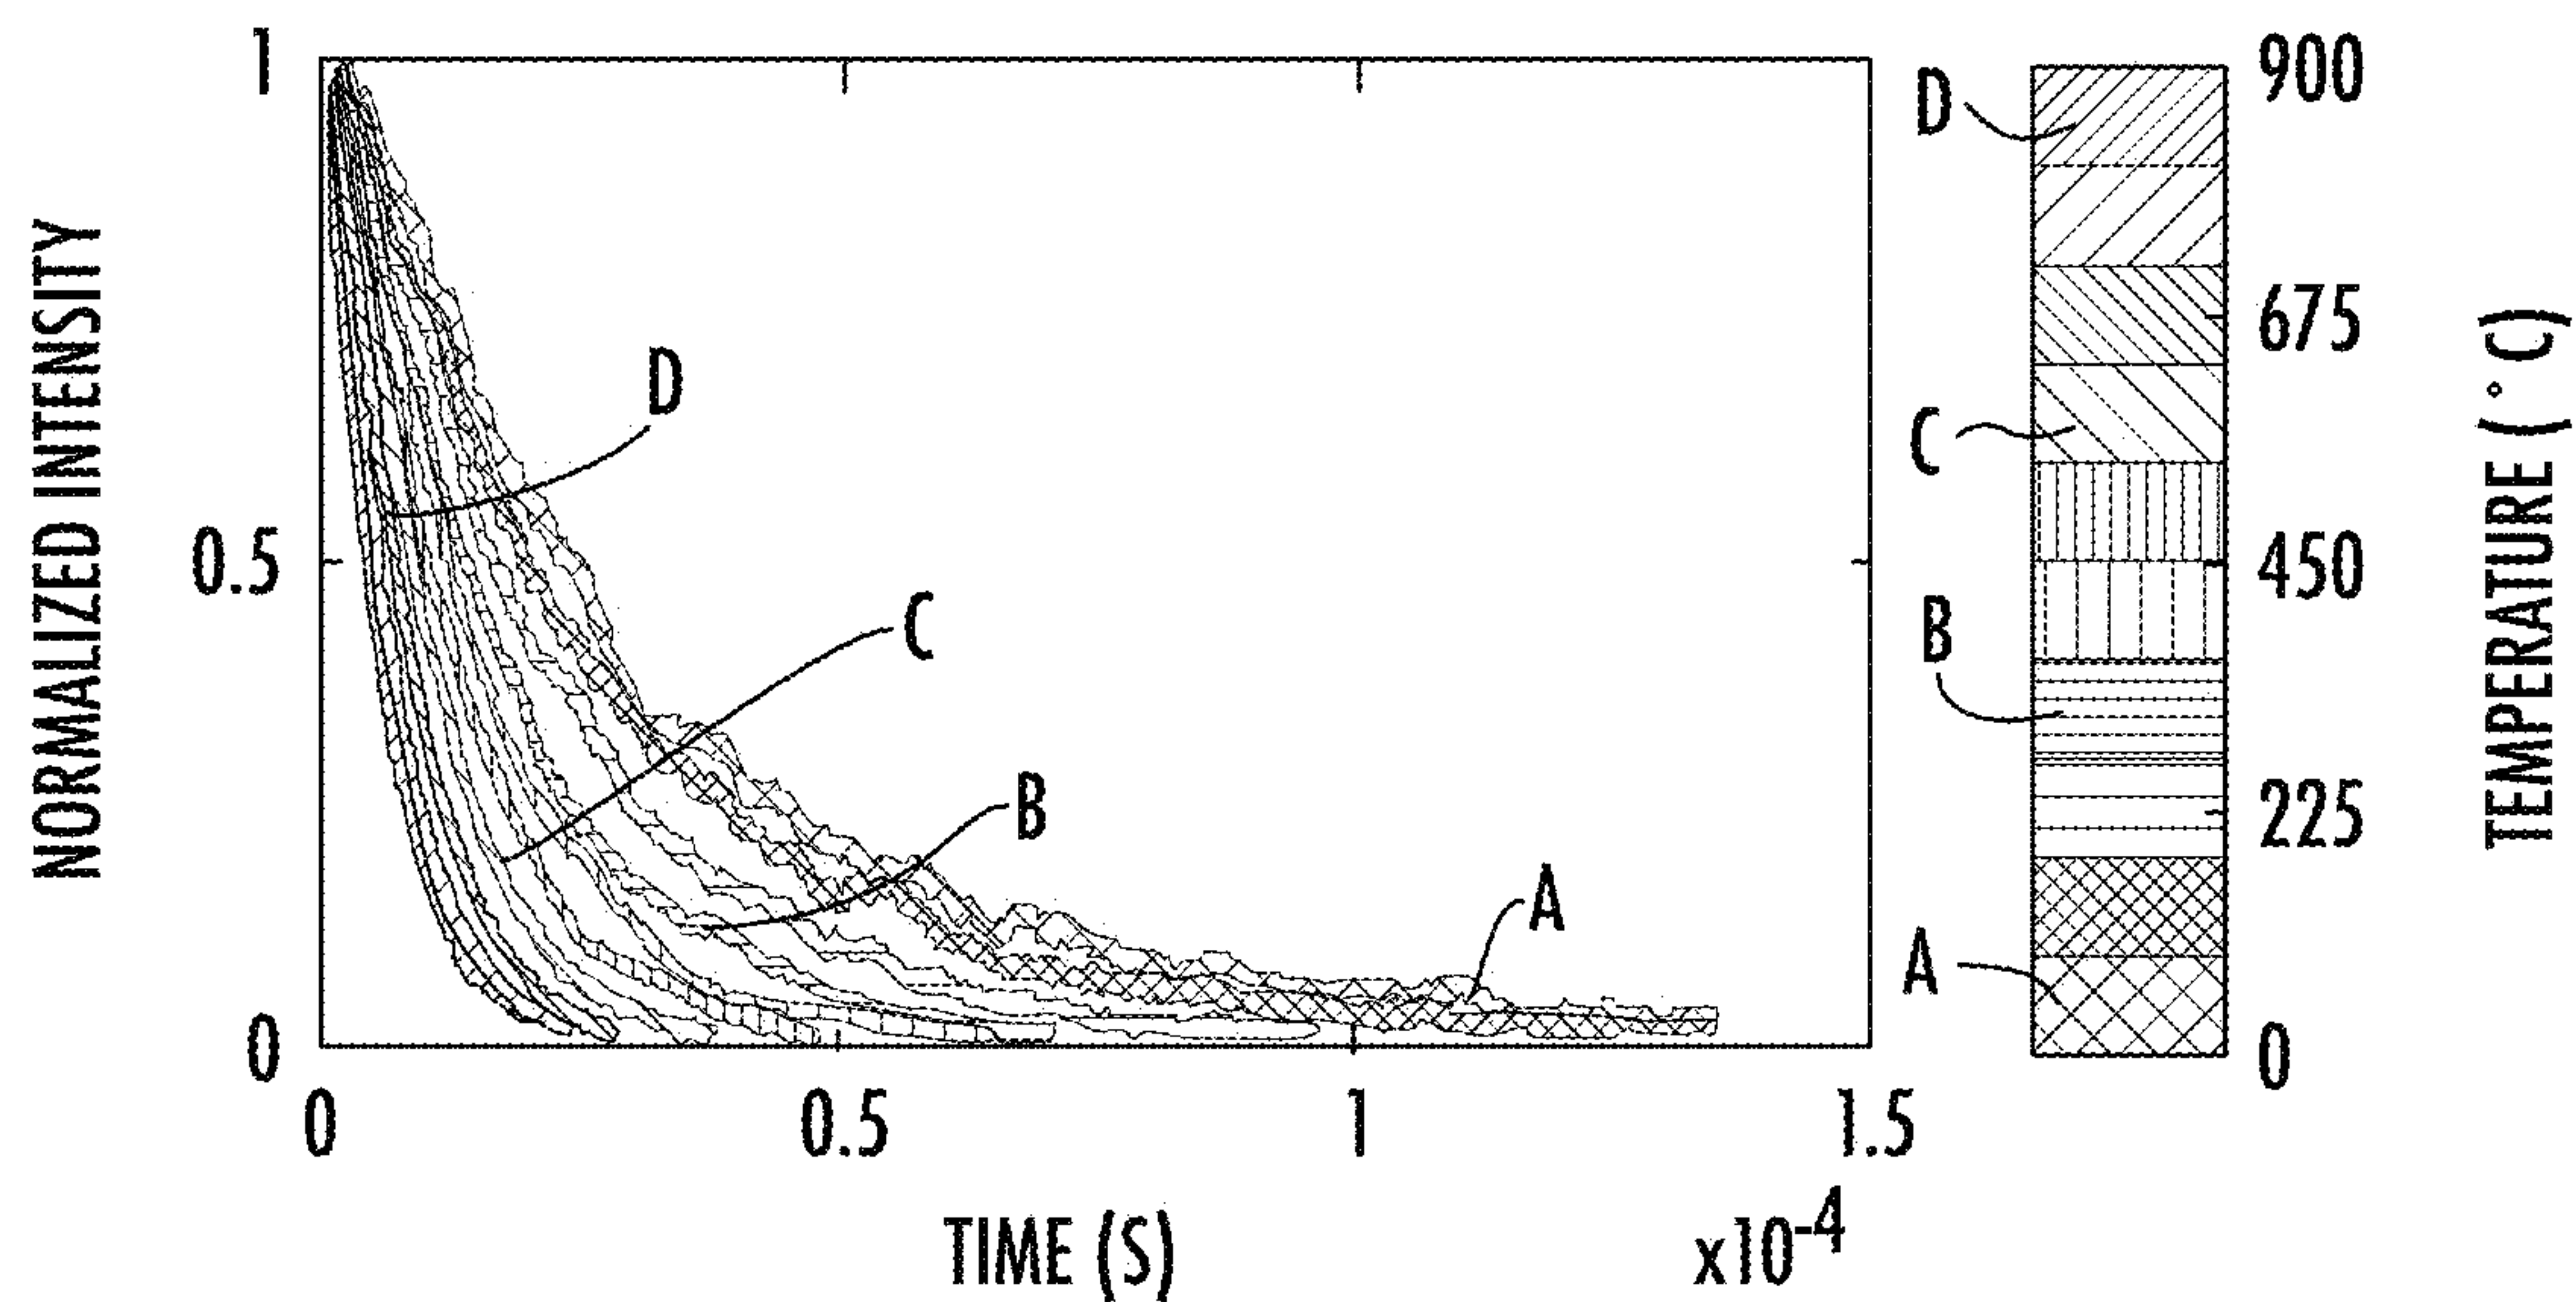 NORMALIZED INTENSITY
1
0.5
0
D
C
B
A
0
0.5
1
1.5
TIME (S)
x10-4
D
C
B
A
900
675
450
225
0
TEMPERATURE (°C)